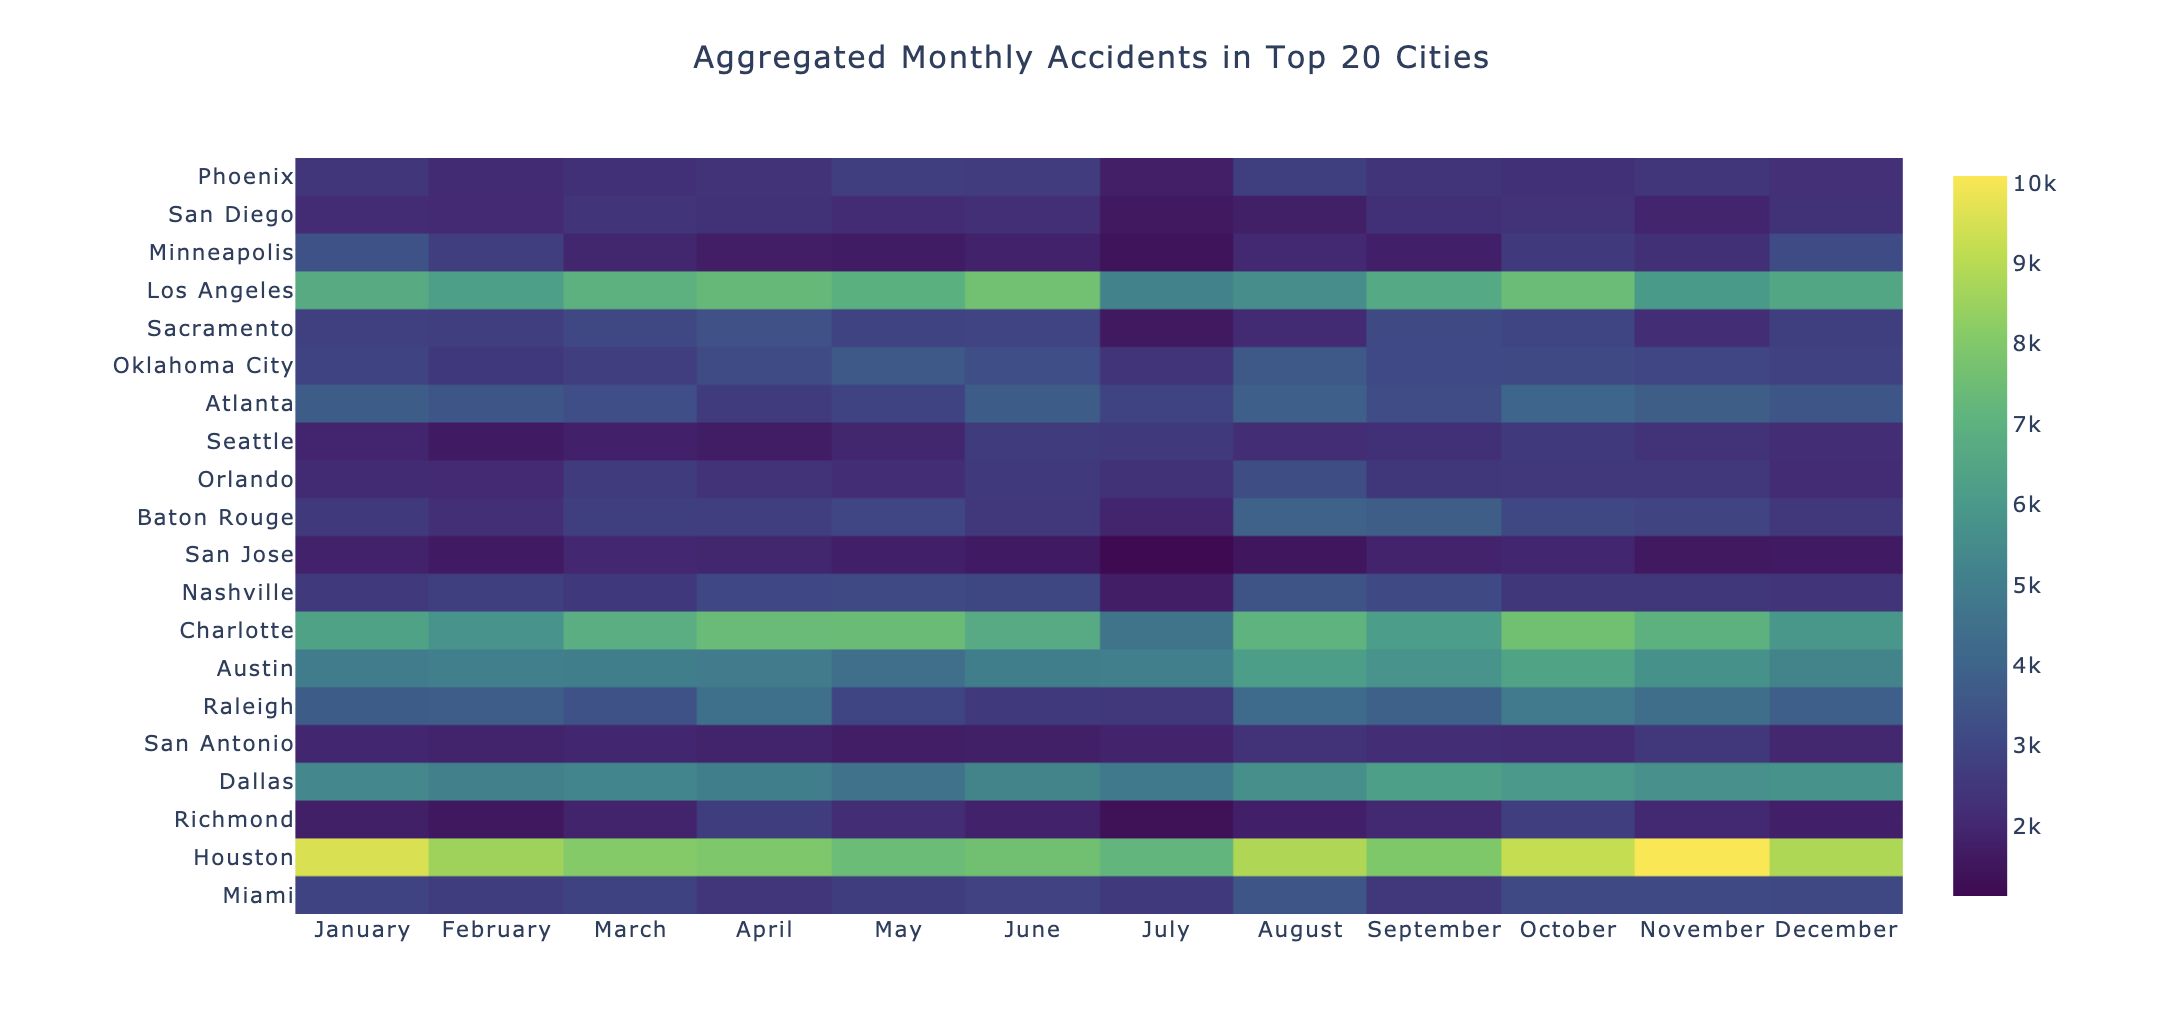 Aggregated Monthly Accidents in Top 20 Cities
Phoenix
San Diego
Minneapolis
Los Angeles
Sacramento
Oklahoma City
Atlanta
Seattle
Orlando
Baton Rouge
San Jose
Nashville
Charlotte
Austin
Raleigh
San Antonio
Dallas
Richmond
Houston
Miami
January February March April May June July August September October November December
10k
9k
8k
7k
6k
5k
4k
3k
2k